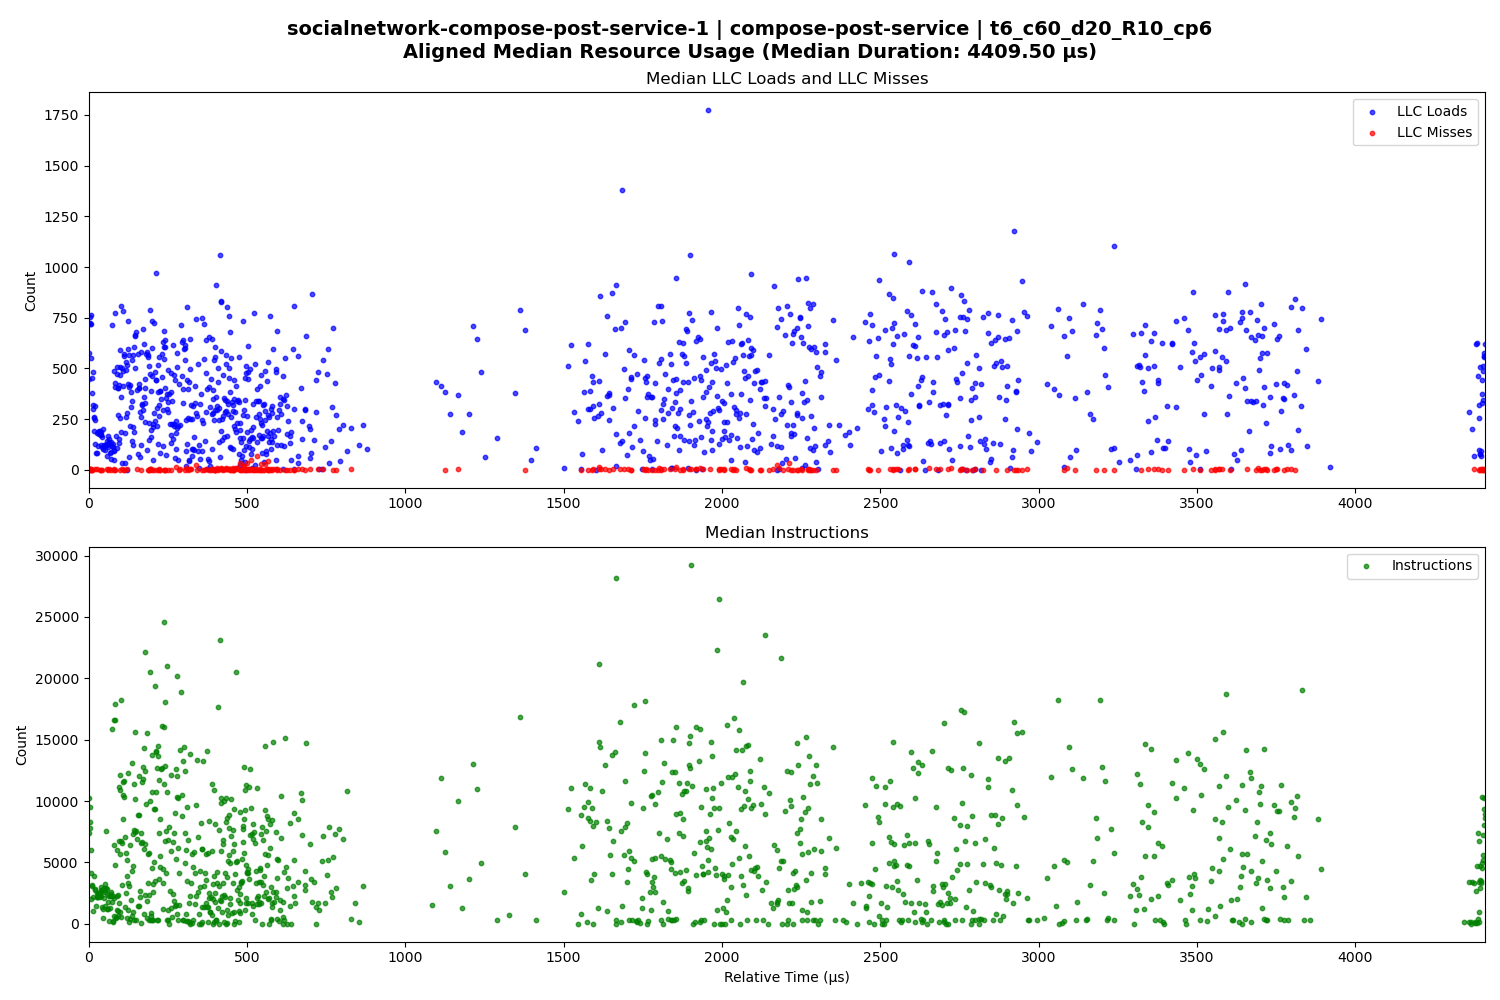 socialnetwork-compose-post-service-1 | compose-post-service | t6_c60_d20_R10_cp6
Aligned Median Resource Usage (Median Duration: 4409.50 µs)
Median LLC Loads and LLC Misses
LLC Loads
LLC Misses
Count
1750
1500
1250
1000
750
500
250
0
0 500 1000 1500 2000 2500 3000 3500 4000
Median Instructions
Instructions
Count
30000
25000
20000
15000
10000
5000
0
0 500 1000 1500 2000 2500 3000 3500 4000
Relative Time (µs)